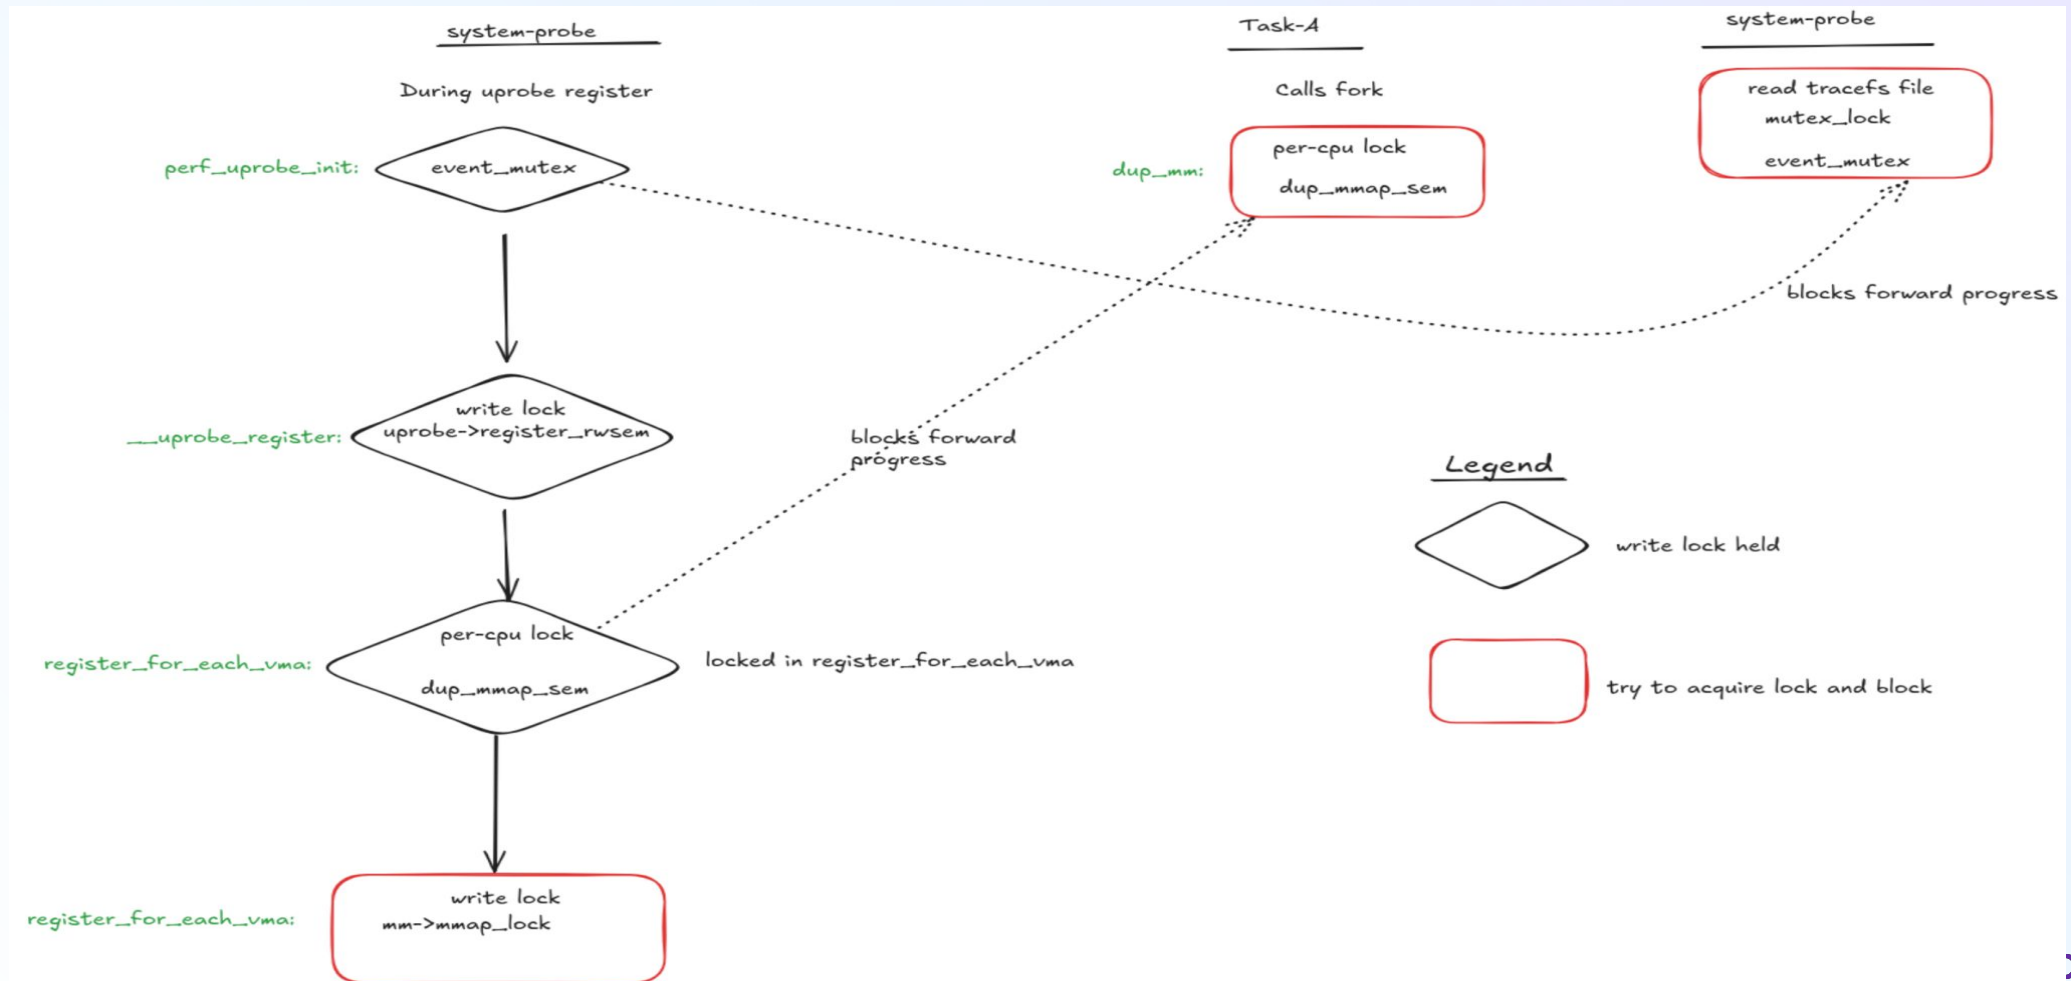 system-probe
During uprobe register
perf_uprobe_init:
event_mutex
__uprobe_register:
write lock
uprobe->register_rwsem
register_for_each_vma:
per-cpu lock
dup_mmap_sem
locked in register_for_each_vma
register_for_each_vma:
write lock
mm->mmap_lock
blocks forward
progress
Task-A
Calls fork
dup_mm:
per-cpu lock
dup_mmap_sem
system-probe
read tracefs file
mutex_lock
event_mutex
blocks forward progress
Legend
write lock held
try to acquire lock and block